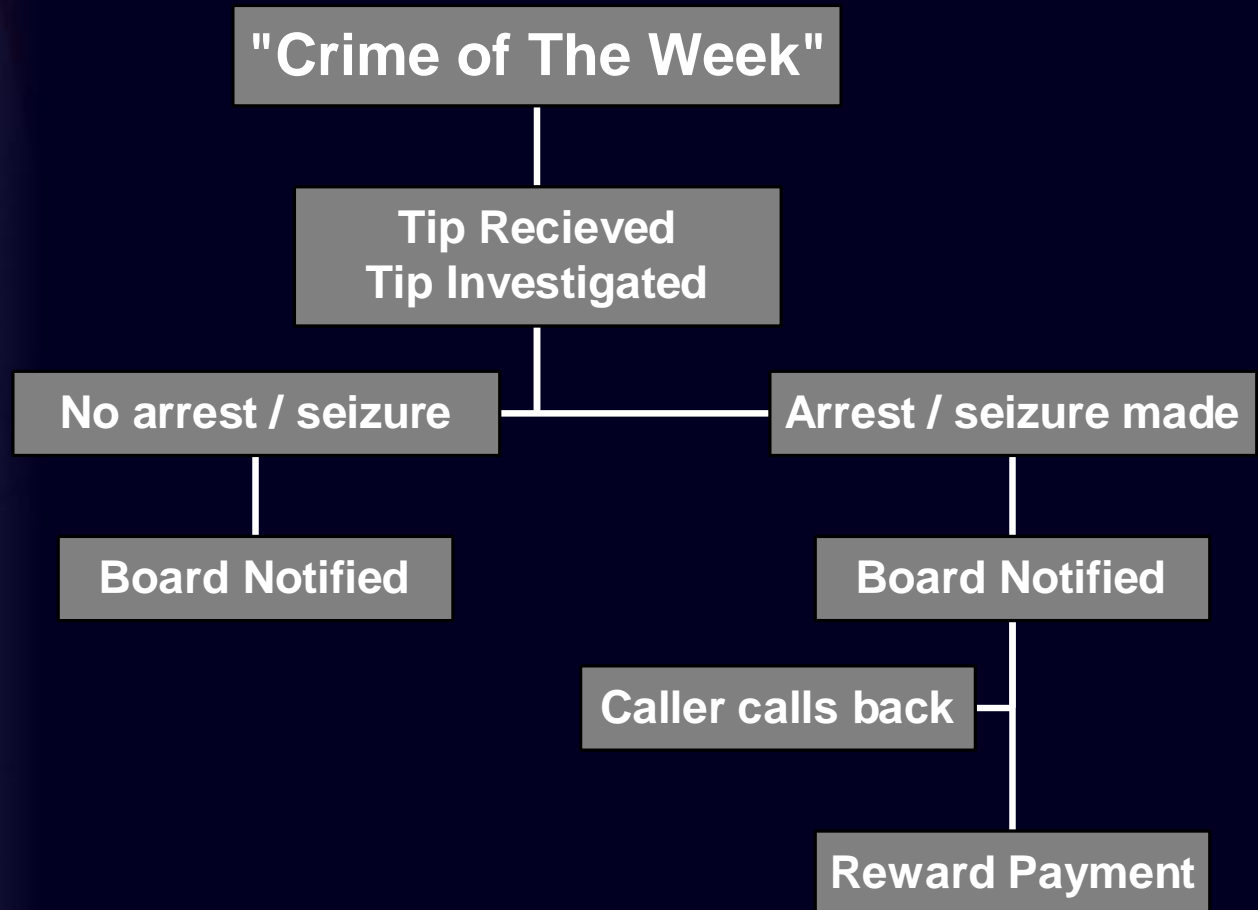 "Crime of The Week"
Tip Recieved
Tip Investigated
No arrest / seizure
Arrest / seizure made
Board Notified
Board Notified
Caller calls back
Reward Payment